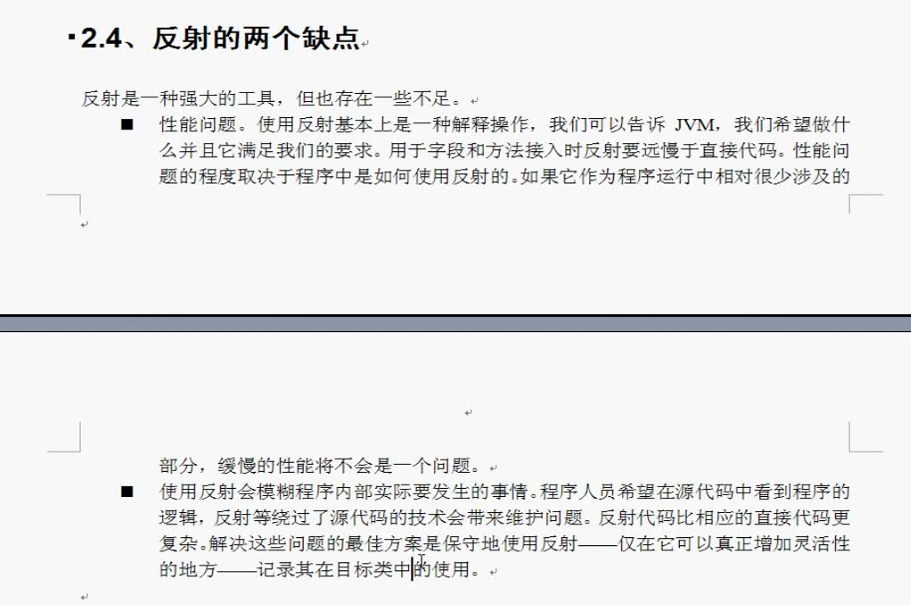 2.4、反射的两个缺点
反射是一种强大的工具，但也存在一些不足。
■ 性能问题。使用反射基本上是一种解释操作，我们可以告诉 JVM，我们希望做什
么并且它满足我们的要求。用于字段和方法接入时反射要远慢于直接代码。性能问
题的程度取决于程序中是如何使用反射的。如果它作为程序运行中相对很少涉及的
部分，缓慢的性能将不会是一个问题。
■ 使用反射会模糊程序内部实际要发生的事情。程序人员希望在源代码中看到程序的
逻辑，反射等绕过了源代码的技术会带来维护问题。反射代码比相应的直接代码更
复杂。解决这些问题的最佳方案是保守地使用反射——仅在它可以真正增加灵活性
的地方——记录其在目标类中的使用。